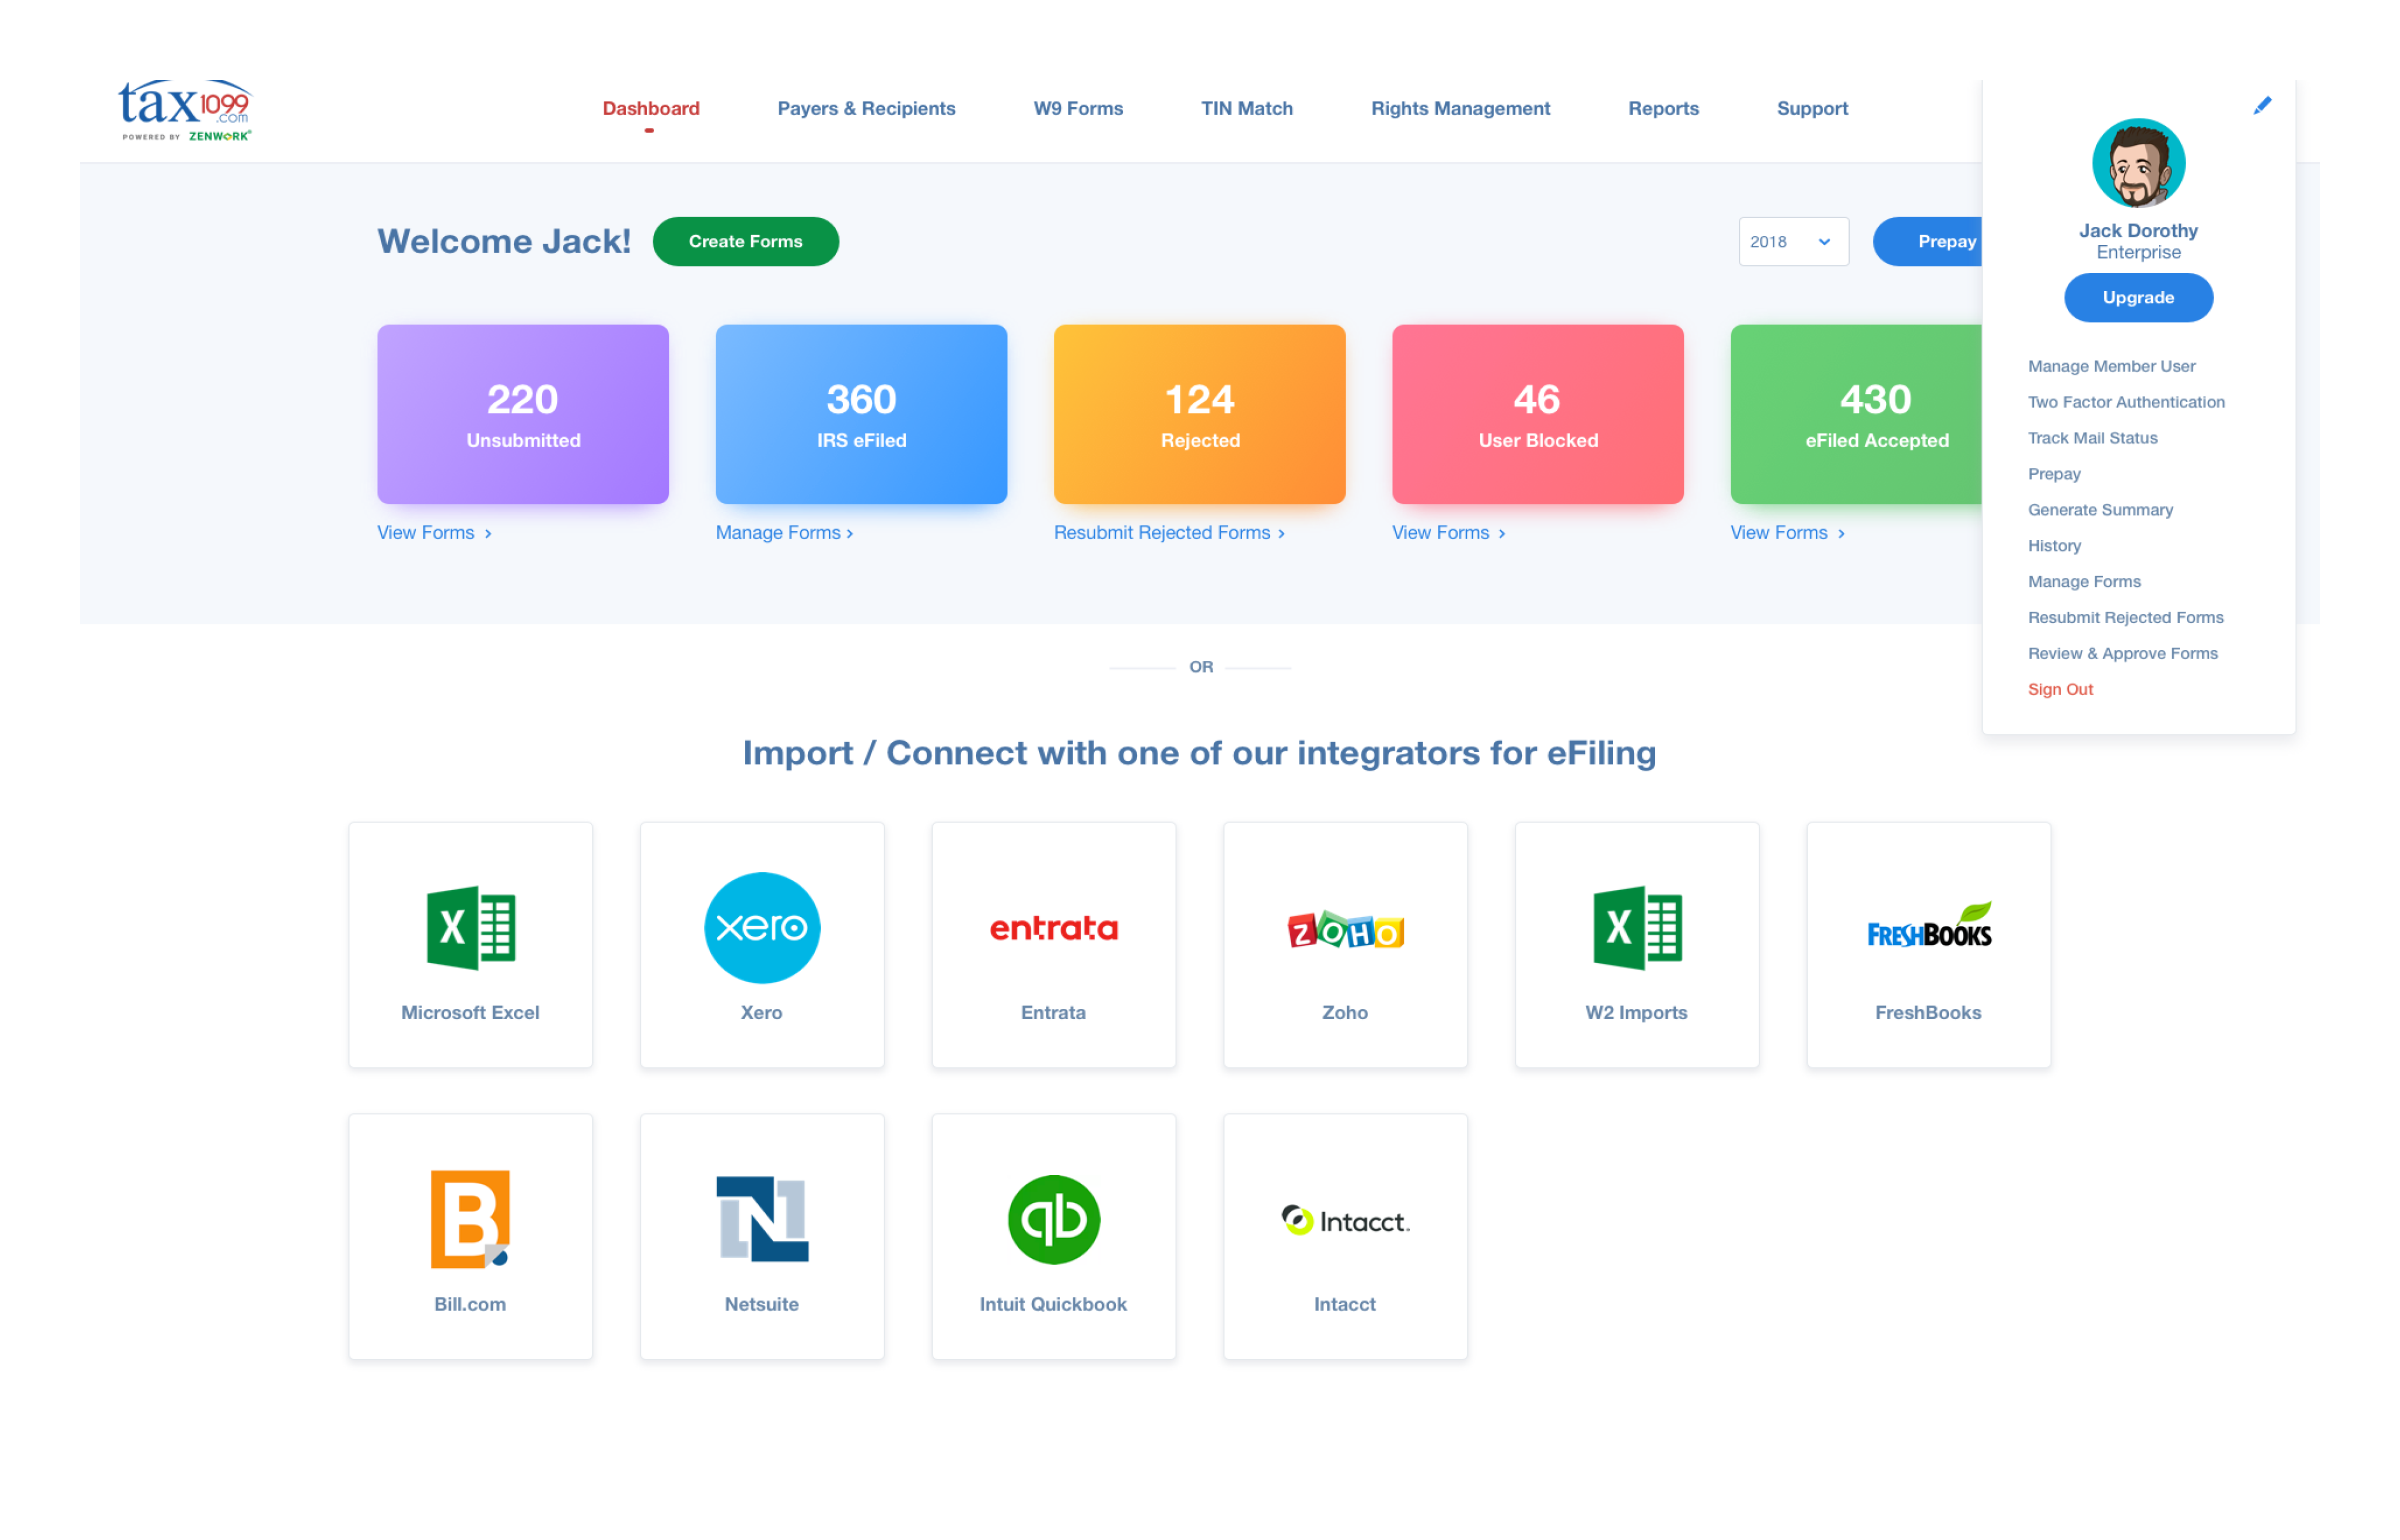 tax1099
.com
POWERED BY ZENWORK®
Dashboard
Payers & Recipients
W9 Forms
TIN Match
Rights Management
Reports
Support
Welcome Jack!
Create Forms
2018
Prepay
220
Unsubmitted
View Forms
360
IRS eFiled
Manage Forms
124
Rejected
Resubmit Rejected Forms
46
User Blocked
View Forms
430
eFiled Accepted
View Forms
Jack Dorothy
Enterprise
Upgrade
Manage Member User
Two Factor Authentication
Track Mail Status
Prepay
Generate Summary
History
Manage Forms
Resubmit Rejected Forms
Review & Approve Forms
Sign Out
OR
Import / Connect with one of our integrators for eFiling
X
Microsoft Excel
xero
Xero
entrata
Entrata
ZOHO
Zoho
X
W2 Imports
FRESHBOOKS
FreshBooks
B
Bill.com
N
Netsuite
qb
Intuit Quickbook
Intacct
Intacct